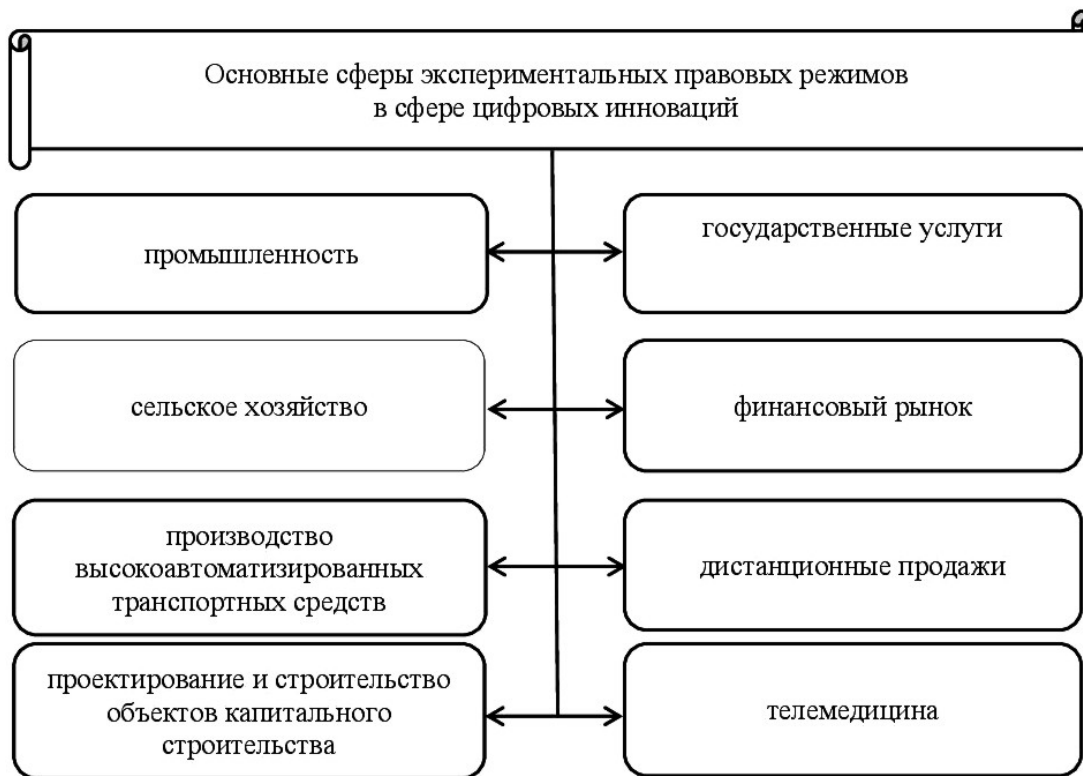 Основные сферы экспериментальных правовых режимов
в сфере цифровых инноваций
промышленность
государственные услуги
сельское хозяйство
финансовый рынок
производство
высокоавтоматизированных
транспортных средств
дистанционные продажи
проектирование и строительство
объектов капитального
строительства
телемедицина